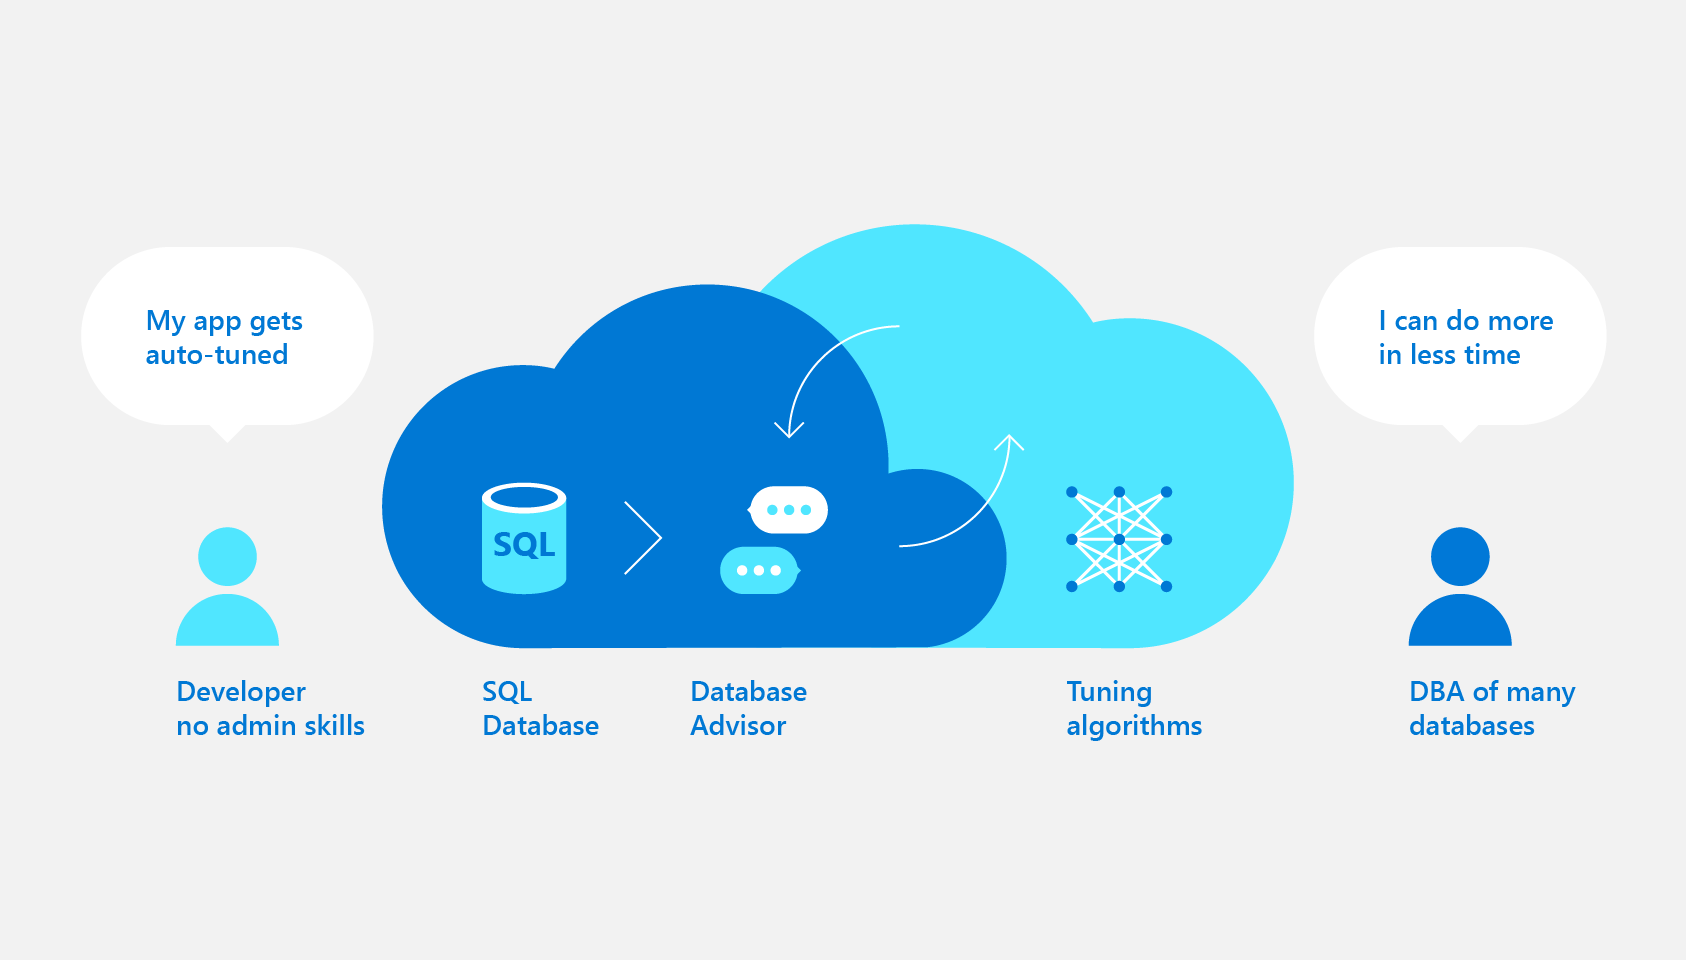 My app gets
auto-tuned
I can do more
in less time
SQL
Developer
no admin skills
SQL
Database
Database
Advisor
Tuning
algorithms
DBA of many
databases